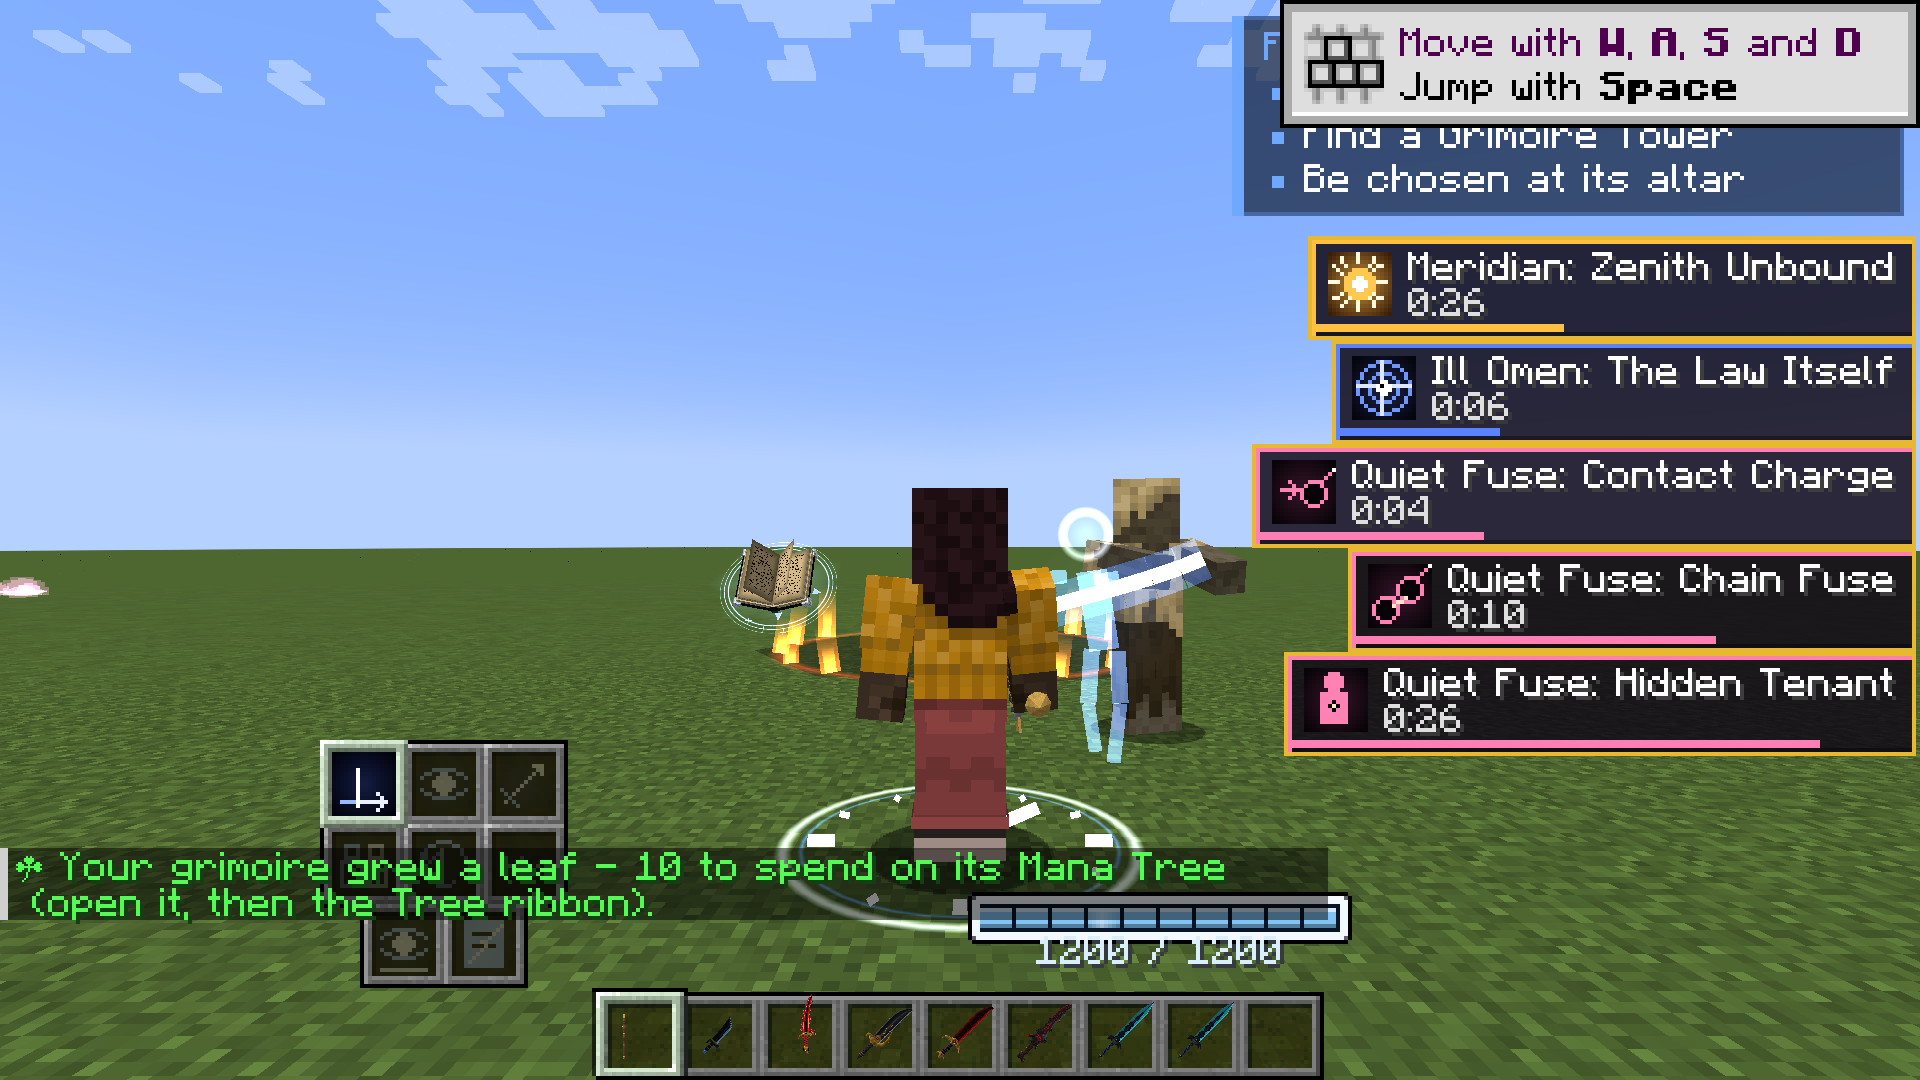 Move with W, A, S and D
Jump with Space
Find a Grimoire Tower
Be chosen at its altar
Meridian: Zenith Unbound
0:26
Ill Omen: The Law Itself
0:06
Quiet Fuse: Contact Charge
0:04
Quiet Fuse: Chain Fuse
0:10
Quiet Fuse: Hidden Tenant
0:26
☘ Your grimoire grew a leaf – 10 to spend on its Mana Tree
(open it, then the Tree ribbon).
1200 / 1200